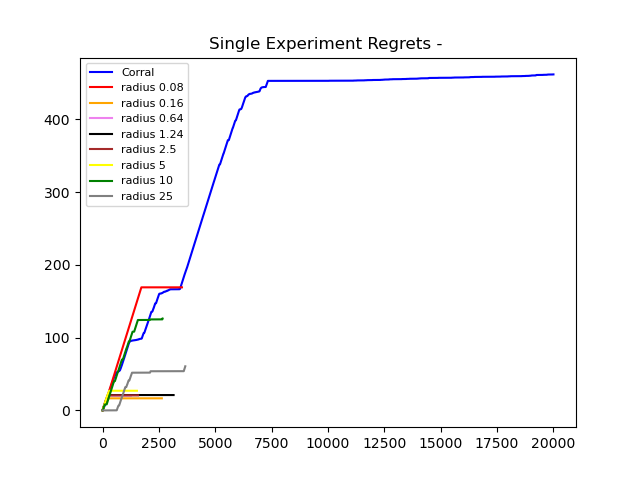 Single Experiment Regrets -
Corral
radius 0.08
radius 0.16
radius 0.64
radius 1.24
radius 2.5
radius 5
radius 10
radius 25
400
300
200
100
0
0 2500 5000 7500 10000 12500 15000 17500 20000